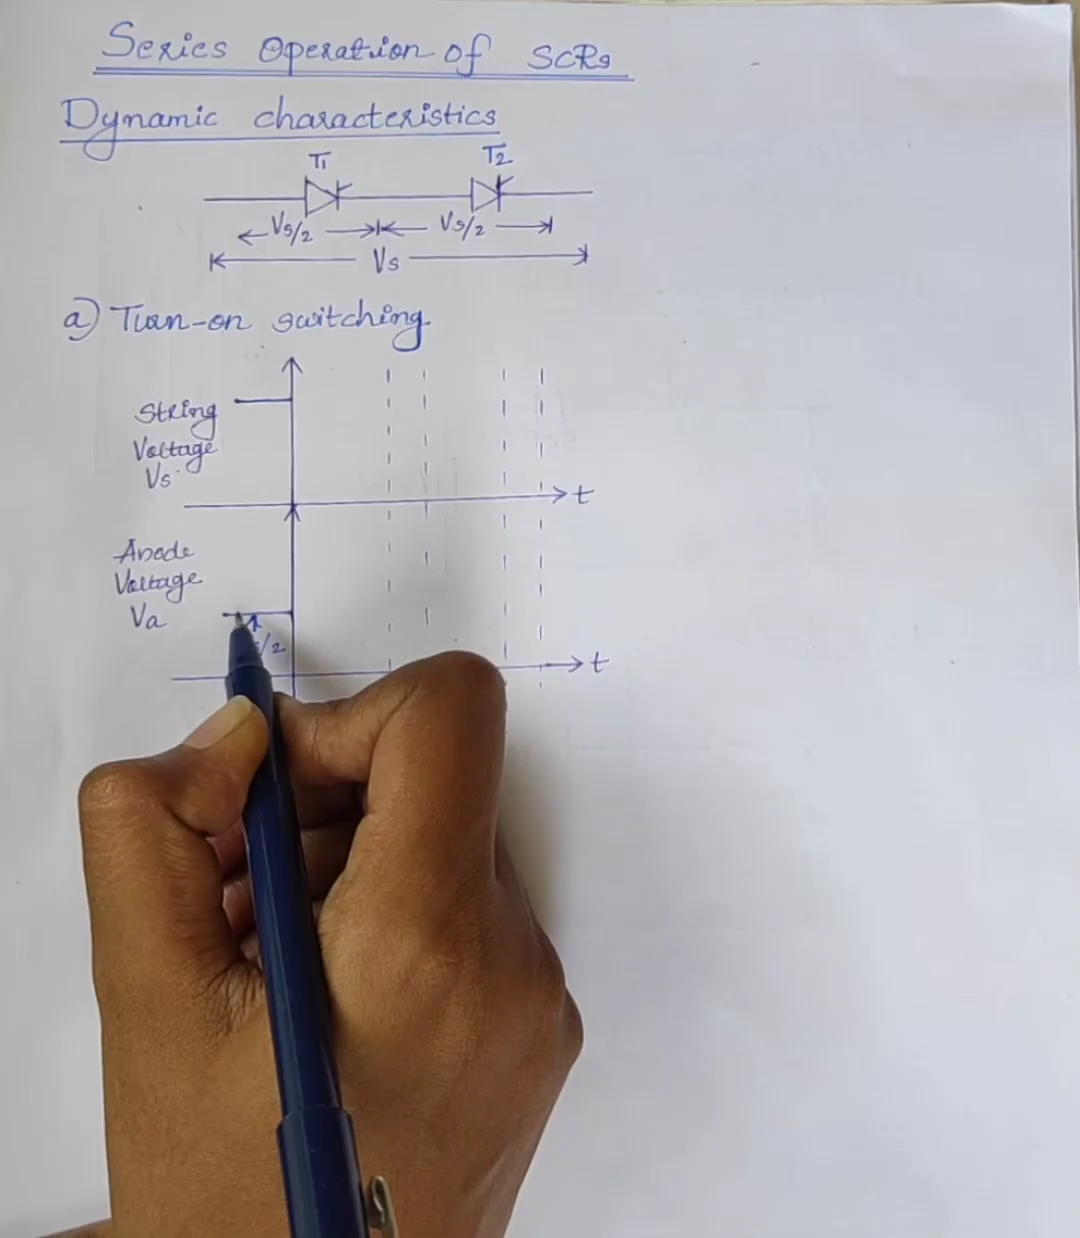 Series Operation of SCRs
Dynamic characteristics
T1 T2
Vs/2 Vs/2
Vs
a) Turn-on switching
String
Voltage
Vs
t
Anode
Voltage
Va
/2
t